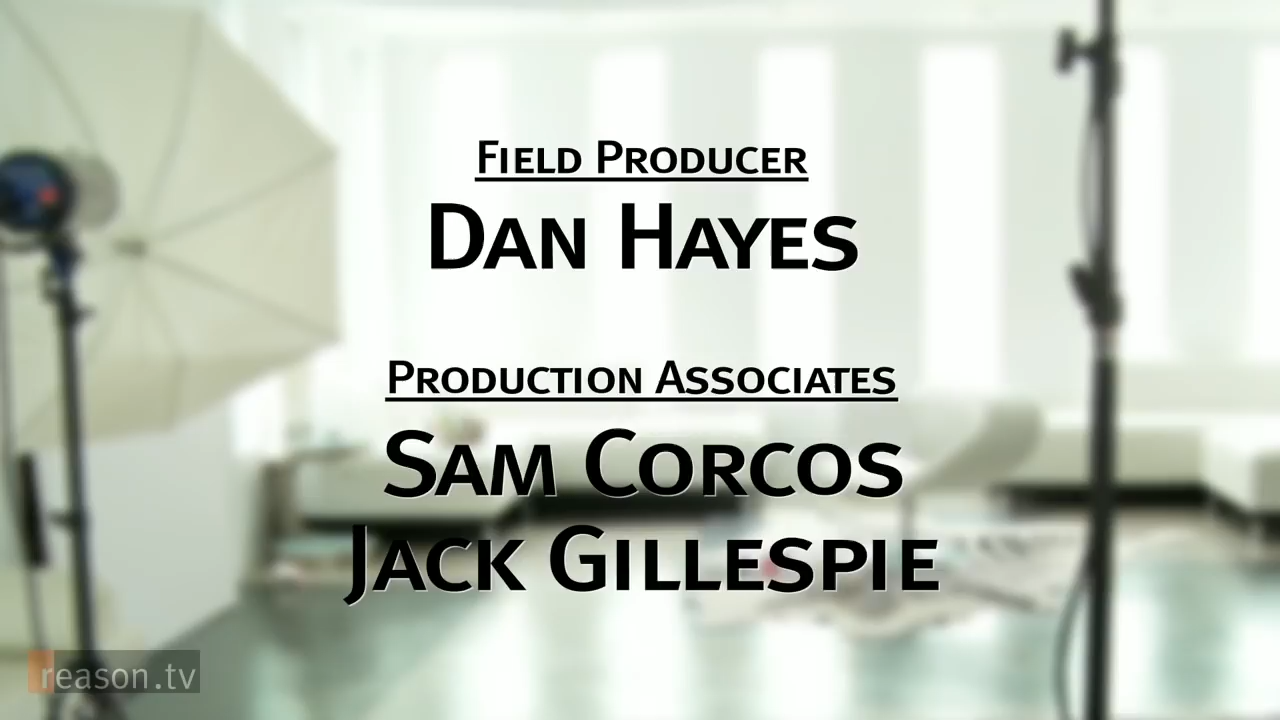 Field Producer
Dan Hayes
Production Associates
Sam Corcos
Jack Gillespie
reason.tv